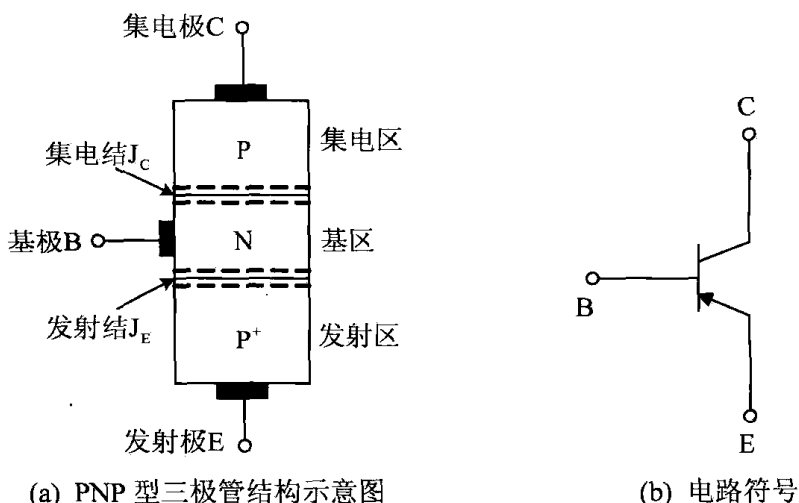 集电极C
P
集电区
集电结J_C
基极B
N
基区
发射结J_E
P⁺
发射区
发射极E
(a) PNP 型三极管结构示意图
C
B
E
(b) 电路符号